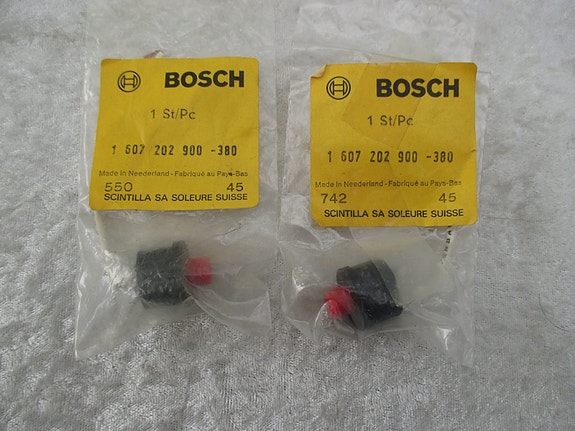 BOSCH
1 St/Pc
1 607 202 900 -380
Made in Neederland - Fabriqué au Pays-Bas
550 45
SCINTILLA SA SOLEURE SUISSE
BOSCH
1 St/Pc
1 607 202 900 -380
Made in Neederland - Fabriqué au Pays-Bas
742 45
SCINTILLA SA SOLEURE SUISSE